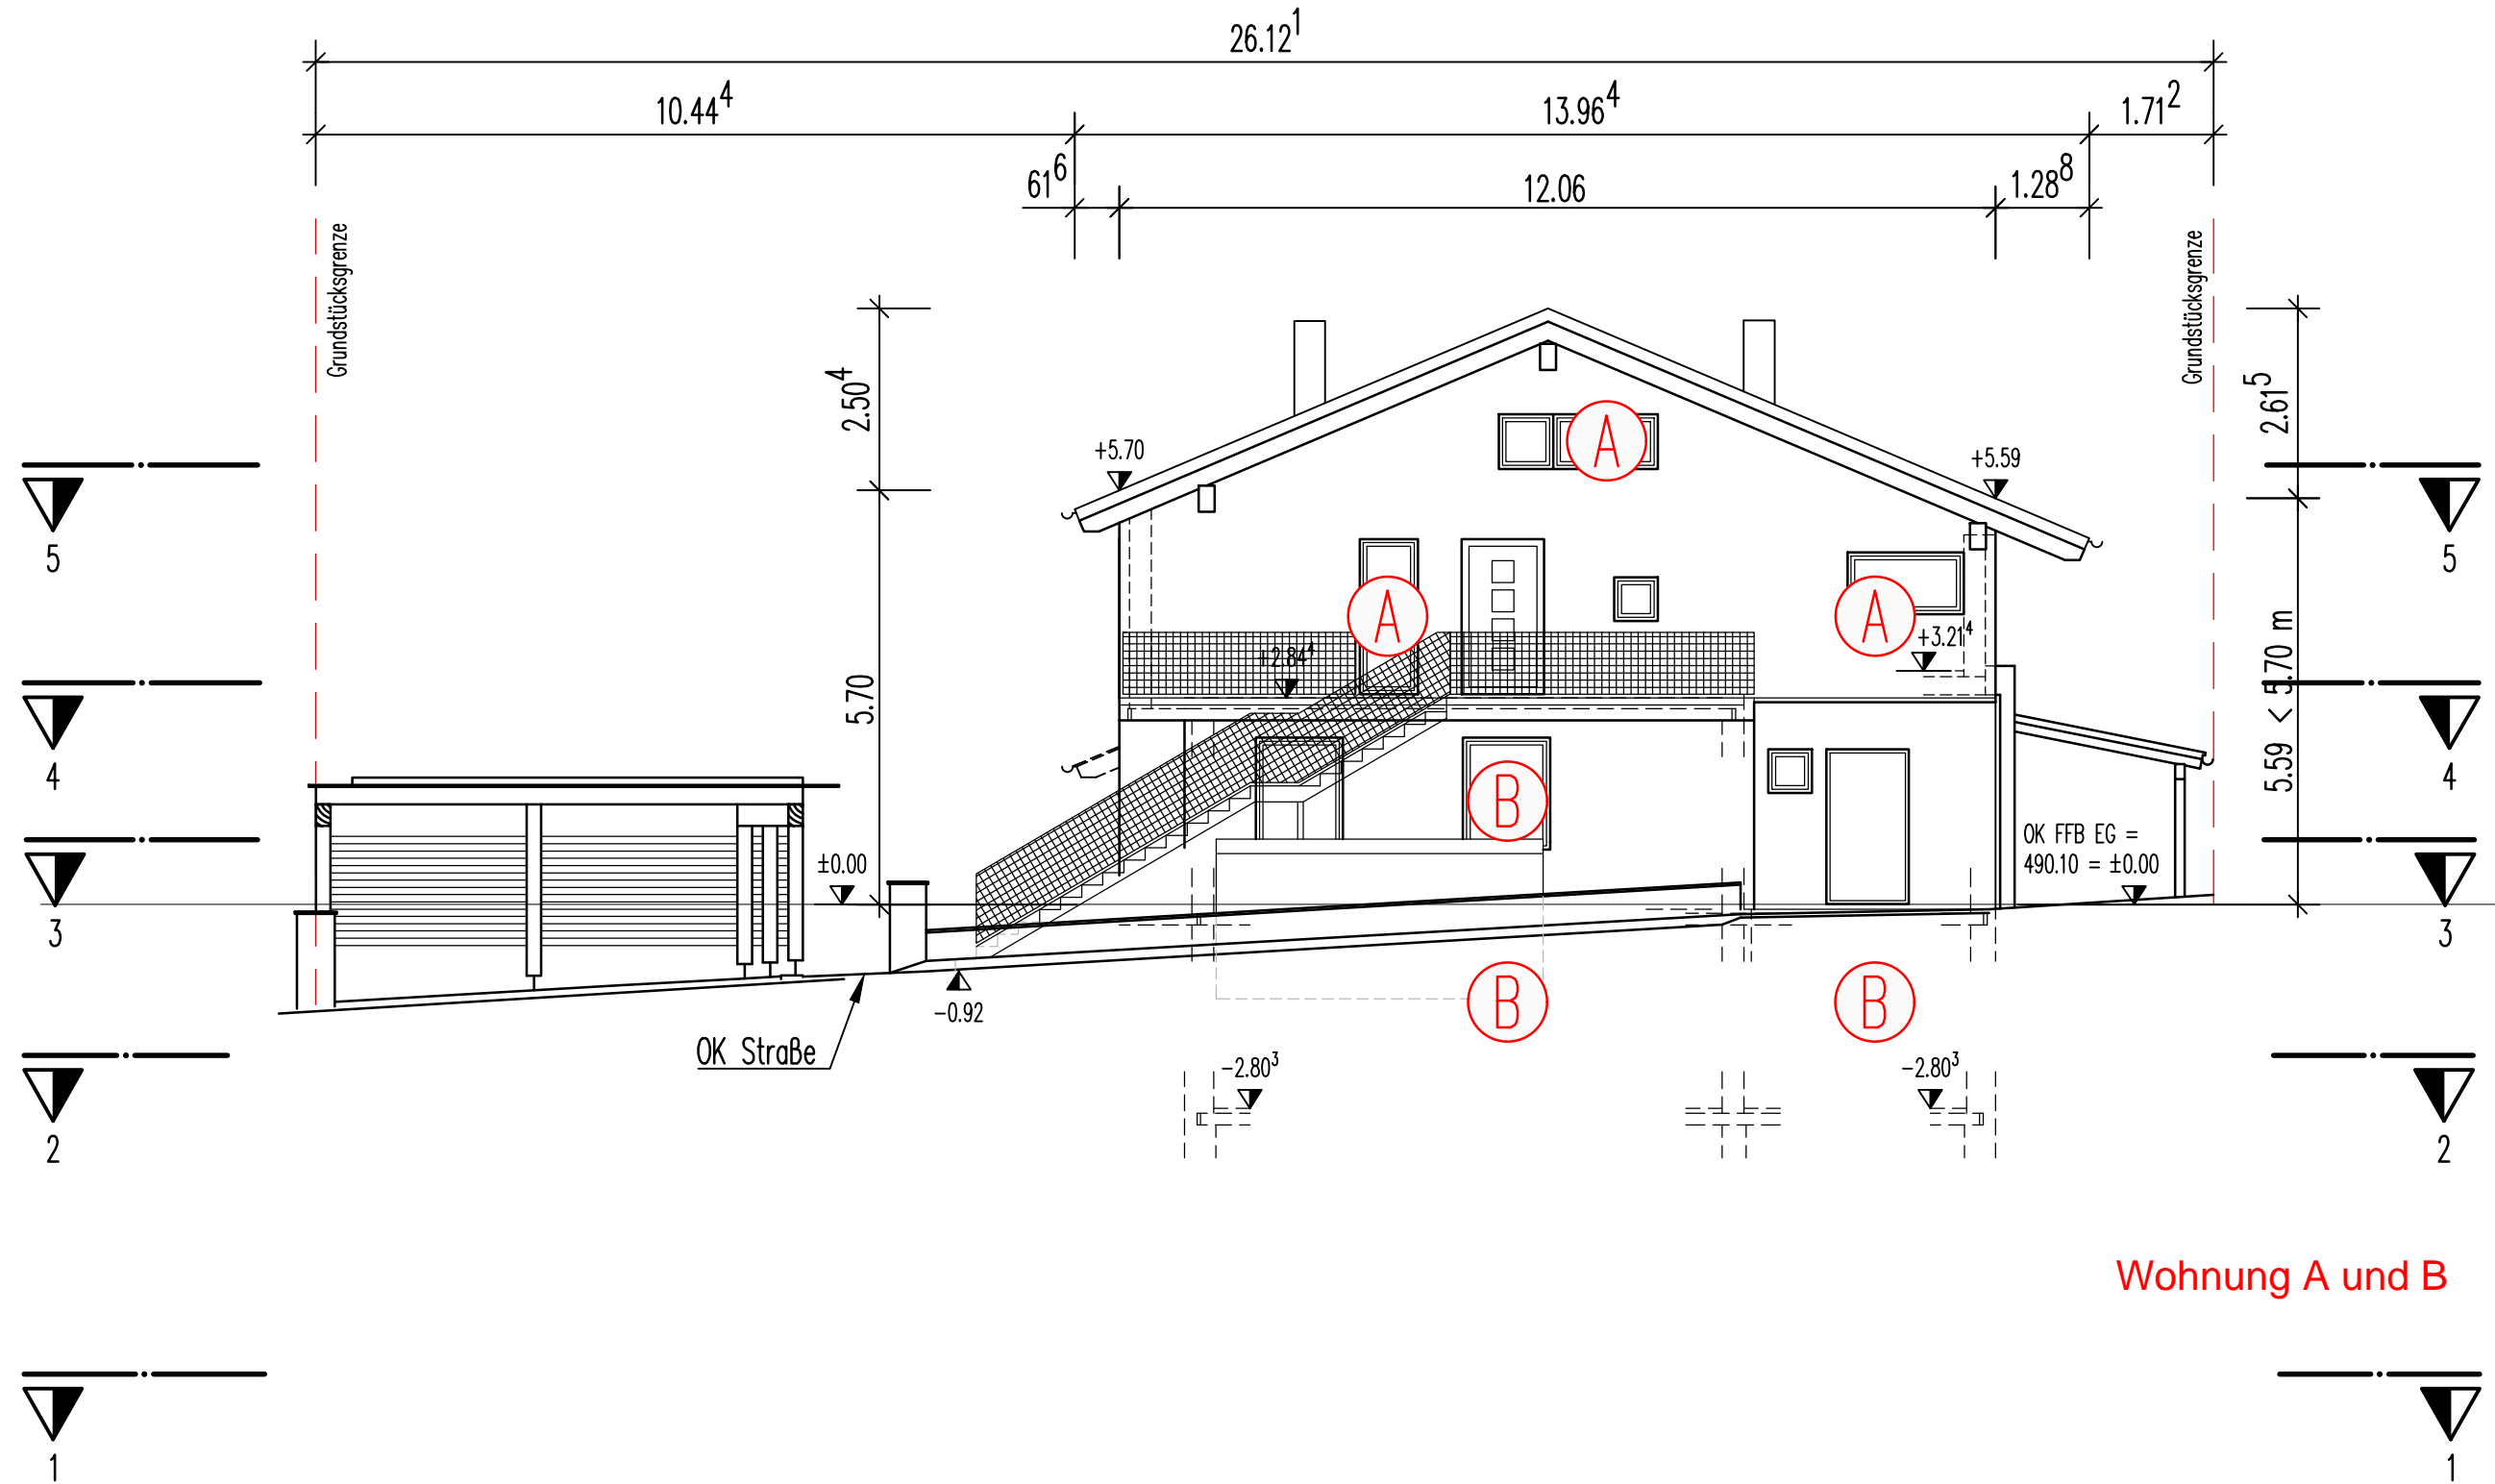 26.12¹
10.44⁴
13.96⁴
1.71²
61⁶
12.06
1.28⁸
Grundstücksgrenze
Grundstücksgrenze
2.50⁴
2.61⁵
A
+5.70
+5.59
5
5
A
A
+3.21⁴
+2.84⁴
5.70
5.59 < 5.70 m
4
4
B
±0.00
OK FFB EG =
490.10 = ±0.00
3
3
B
B
-0.92
OK Straße
-2.80³
-2.80³
2
2
Wohnung A und B
1
1